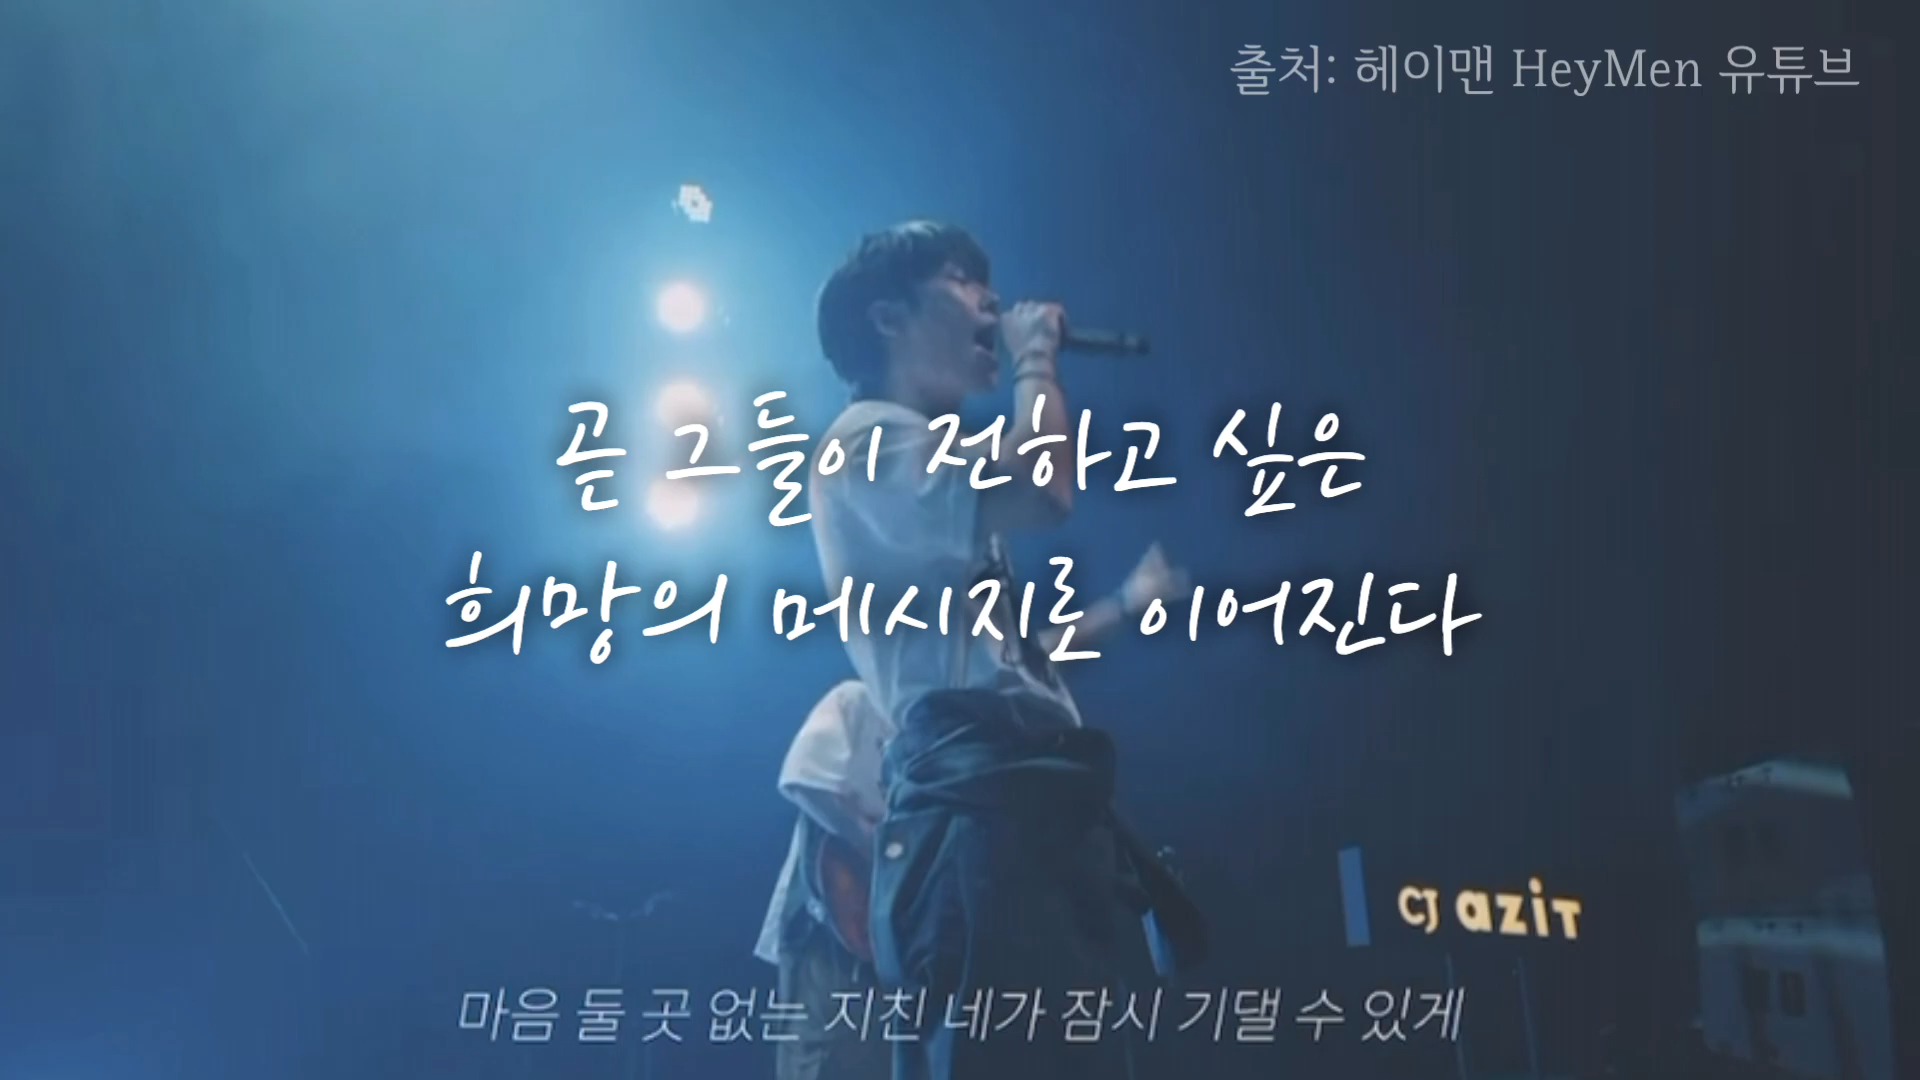 출처: 헤이맨 HeyMen 유튜브
곧 그들이 전하고 싶은
희망의 메시지로 이어진다
CJ azit
마음 둘 곳 없는 지친 네가 잠시 기댈 수 있게